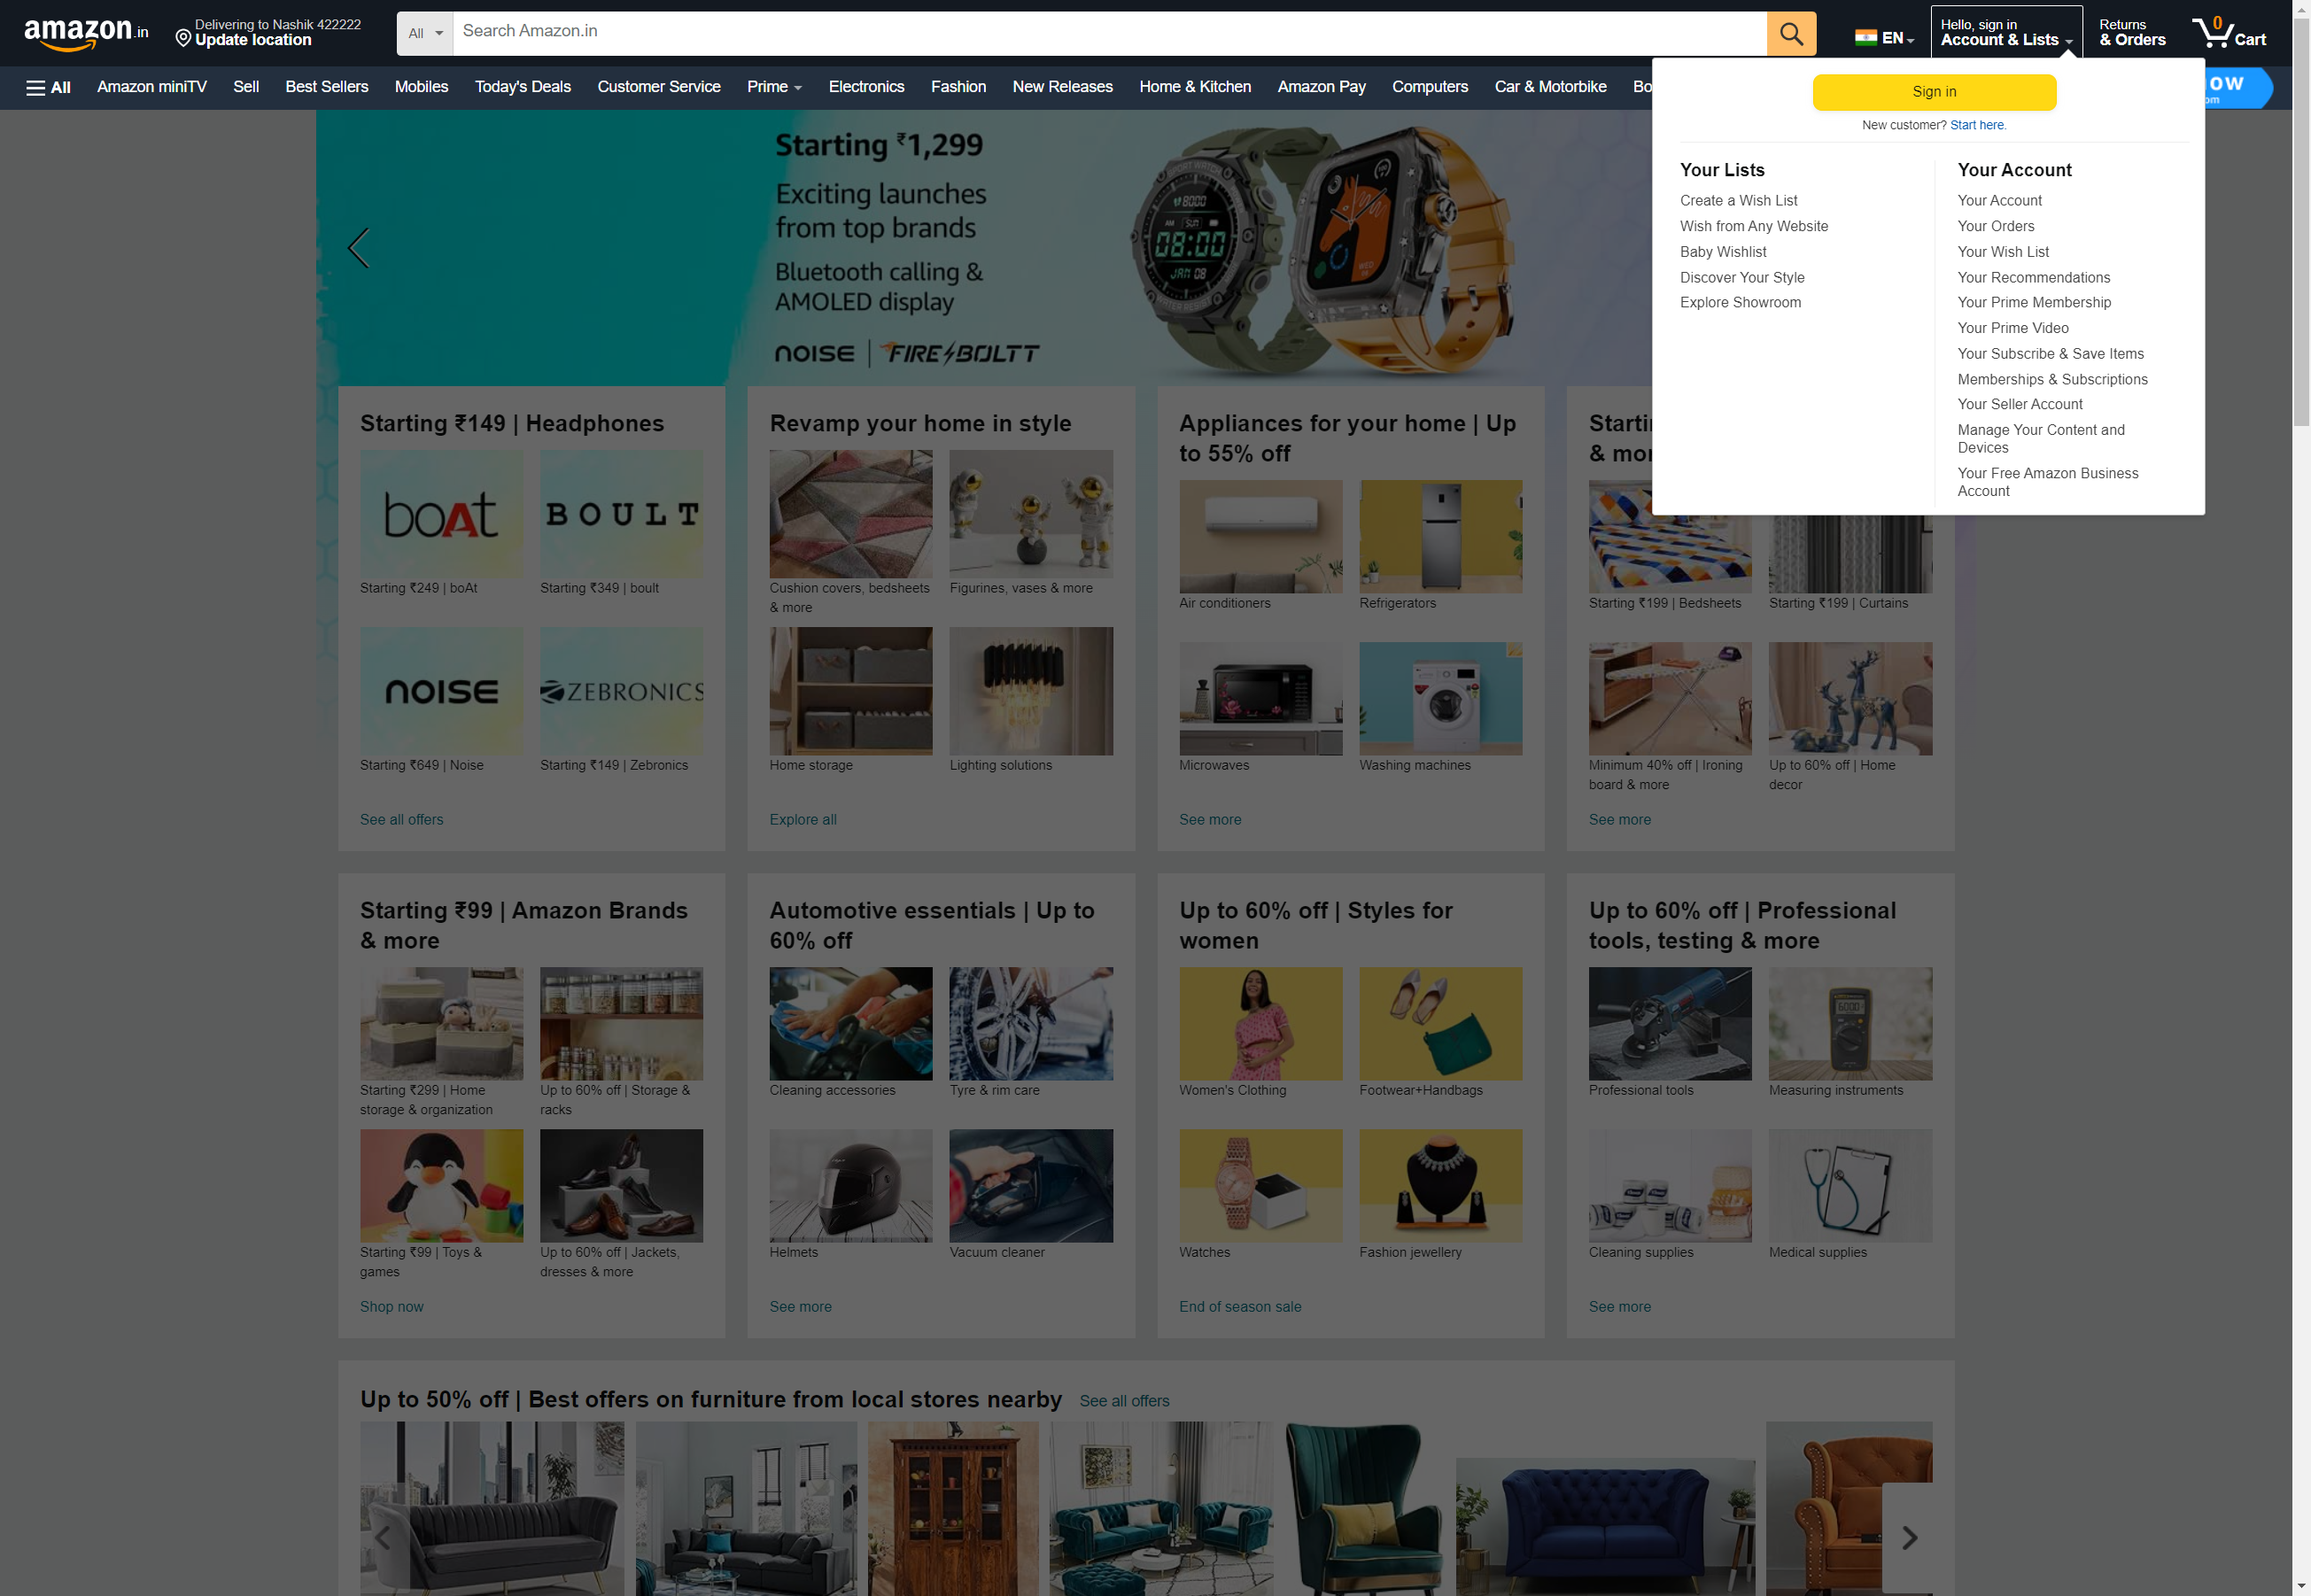 amazon.in
Delivering to Nashik 422222
Update location
All
Search Amazon.in
EN
Hello, sign in
Account & Lists
Returns
& Orders
0
Cart
All
Amazon miniTV
Sell
Best Sellers
Mobiles
Today's Deals
Customer Service
Prime
Electronics
Fashion
New Releases
Home & Kitchen
Amazon Pay
Computers
Car & Motorbike
Sign in
New customer? Start here.
Your Lists
Create a Wish List
Wish from Any Website
Baby Wishlist
Discover Your Style
Explore Showroom
Your Account
Your Account
Your Orders
Your Wish List
Your Recommendations
Your Prime Membership
Your Prime Video
Your Subscribe & Save Items
Memberships & Subscriptions
Your Seller Account
Manage Your Content and
Devices
Your Free Amazon Business
Account
Starting ₹1,299
Exciting launches
from top brands
Bluetooth calling &
AMOLED display
NOISE | FIRE BOLTT
08:00
JAN 08
Starting ₹149 | Headphones
boAt
BOULT
Starting ₹249 | boAt
Starting ₹349 | boult
NOISE
ZEBRONICS
Starting ₹649 | Noise
Starting ₹149 | Zebronics
See all offers
Revamp your home in style
Cushion covers, bedsheets
& more
Figurines, vases & more
Home storage
Lighting solutions
Explore all
Appliances for your home | Up
to 55% off
Air conditioners
Refrigerators
Microwaves
Washing machines
See more
Starting ₹199 | Bedsheets
Starting ₹199 | Curtains
Minimum 40% off | Ironing
board & more
Up to 60% off | Home
decor
See more
Starting ₹99 | Amazon Brands
& more
Starting ₹299 | Home
storage & organization
Up to 60% off | Storage &
racks
Starting ₹99 | Toys &
games
Up to 60% off | Jackets,
dresses & more
Shop now
Automotive essentials | Up to
60% off
Cleaning accessories
Tyre & rim care
Helmets
Vacuum cleaner
See more
Up to 60% off | Styles for
women
Women's Clothing
Footwear+Handbags
Watches
Fashion jewellery
End of season sale
Up to 60% off | Professional
tools, testing & more
Professional tools
Measuring instruments
Cleaning supplies
Medical supplies
See more
Up to 50% off | Best offers on furniture from local stores nearby
See all offers